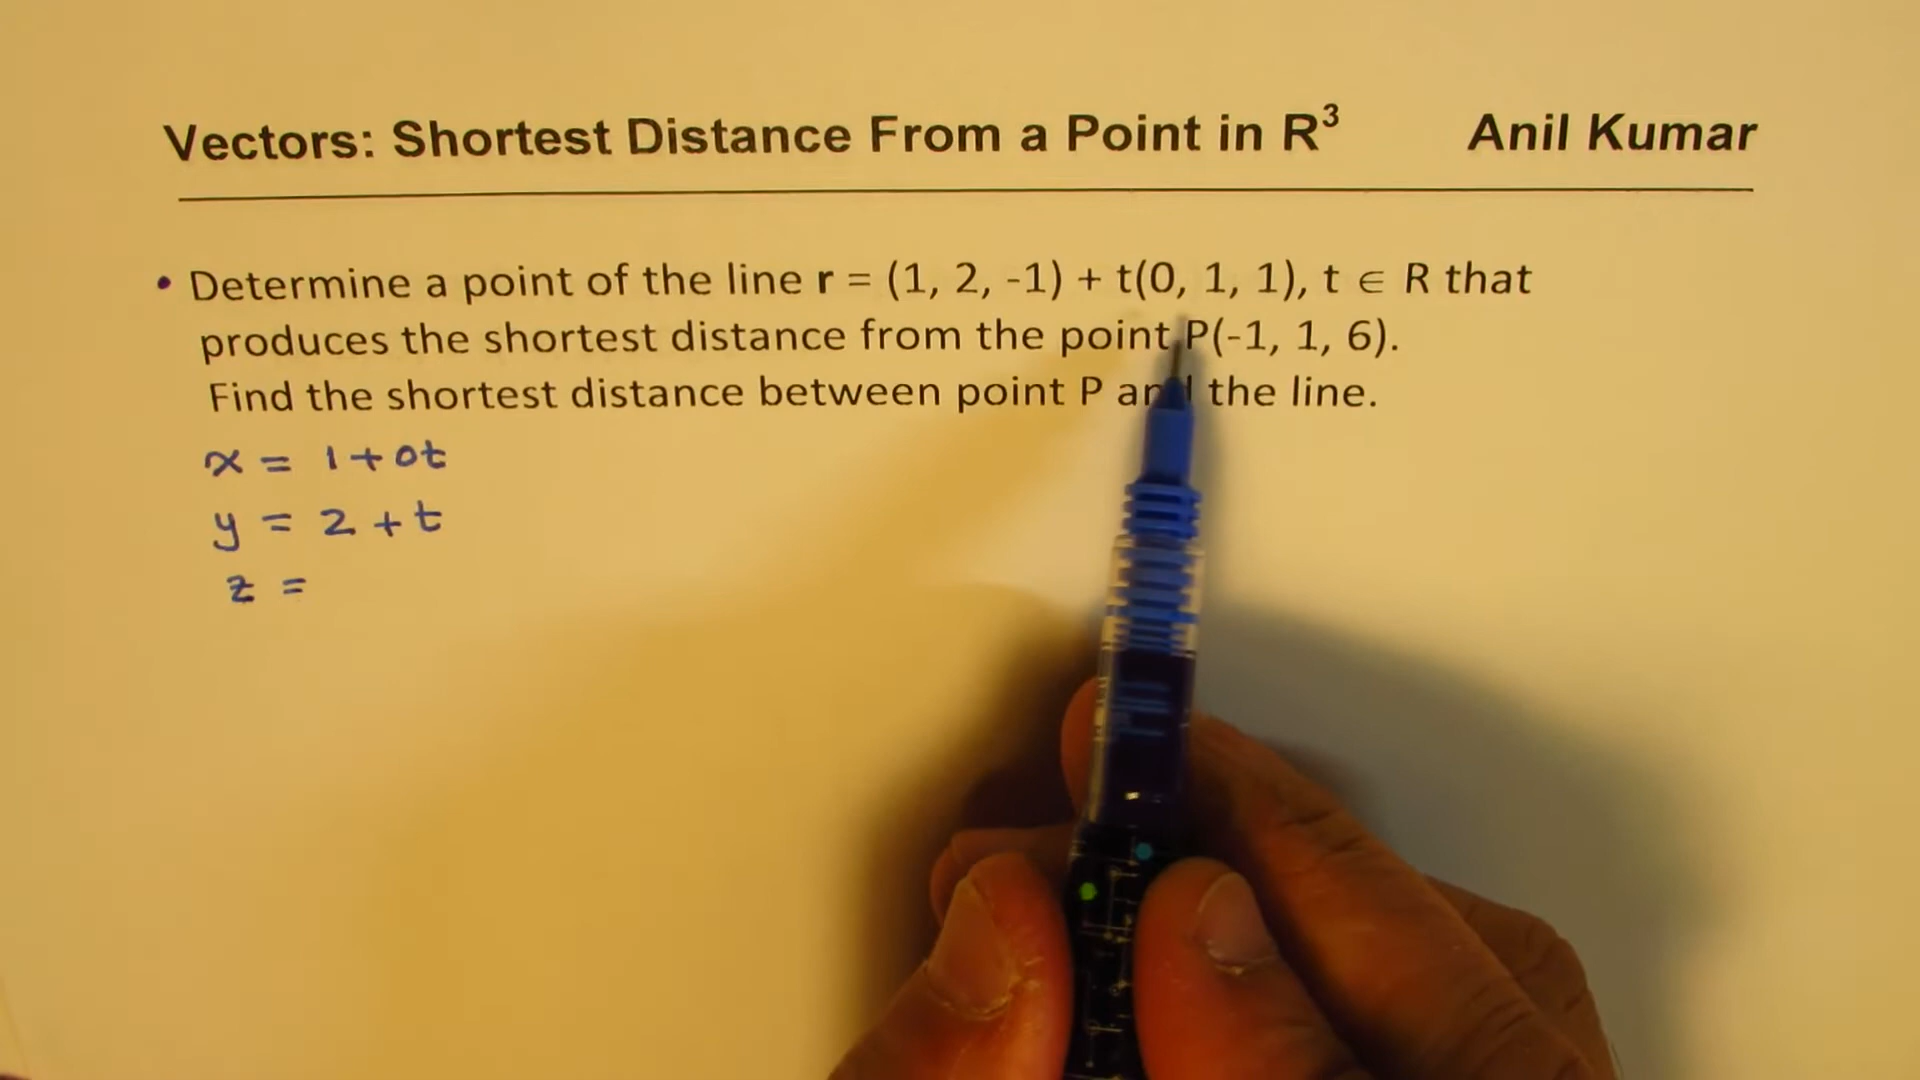 Vectors: Shortest Distance From a Point in R³ Anil Kumar
• Determine a point of the line r = (1, 2, -1) + t(0, 1, 1), t ∈ R that
produces the shortest distance from the point P(-1, 1, 6).
Find the shortest distance between point P and the line.
x = 1 + 0t
y = 2 + t
z =